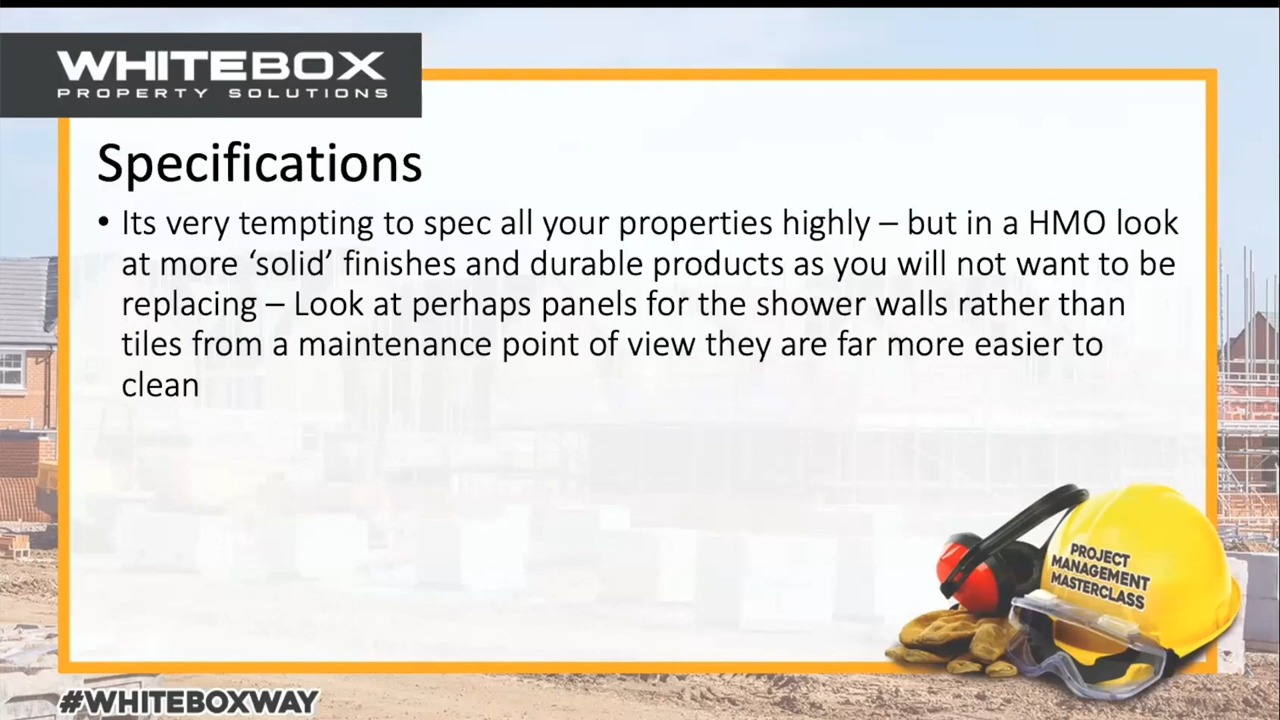 WHITEBOX
PROPERTY SOLUTIONS
Specifications
• Its very tempting to spec all your properties highly – but in a HMO look
at more ‘solid’ finishes and durable products as you will not want to be
replacing – Look at perhaps panels for the shower walls rather than
tiles from a maintenance point of view they are far more easier to
clean
PROJECT
MANAGEMENT
MASTERCLASS
#WHITEBOXWAY